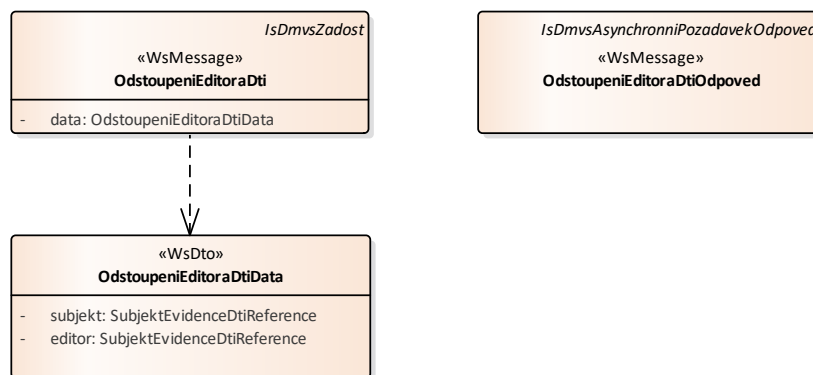 IsDmvsZadost
«WsMessage»
OdstoupeniEditoraDti
- data: OdstoupeniEditoraDtiData
IsDmvsAsynchronniPozadavekOdpoved
«WsMessage»
OdstoupeniEditoraDtiOdpoved
«WsDto»
OdstoupeniEditoraDtiData
- subjekt: SubjektEvidenceDtiReference
- editor: SubjektEvidenceDtiReference